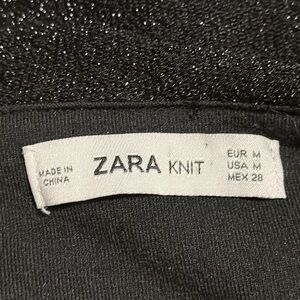 MADE IN
CHINA
ZARA KNIT
EUR M
USA M
MEX 28